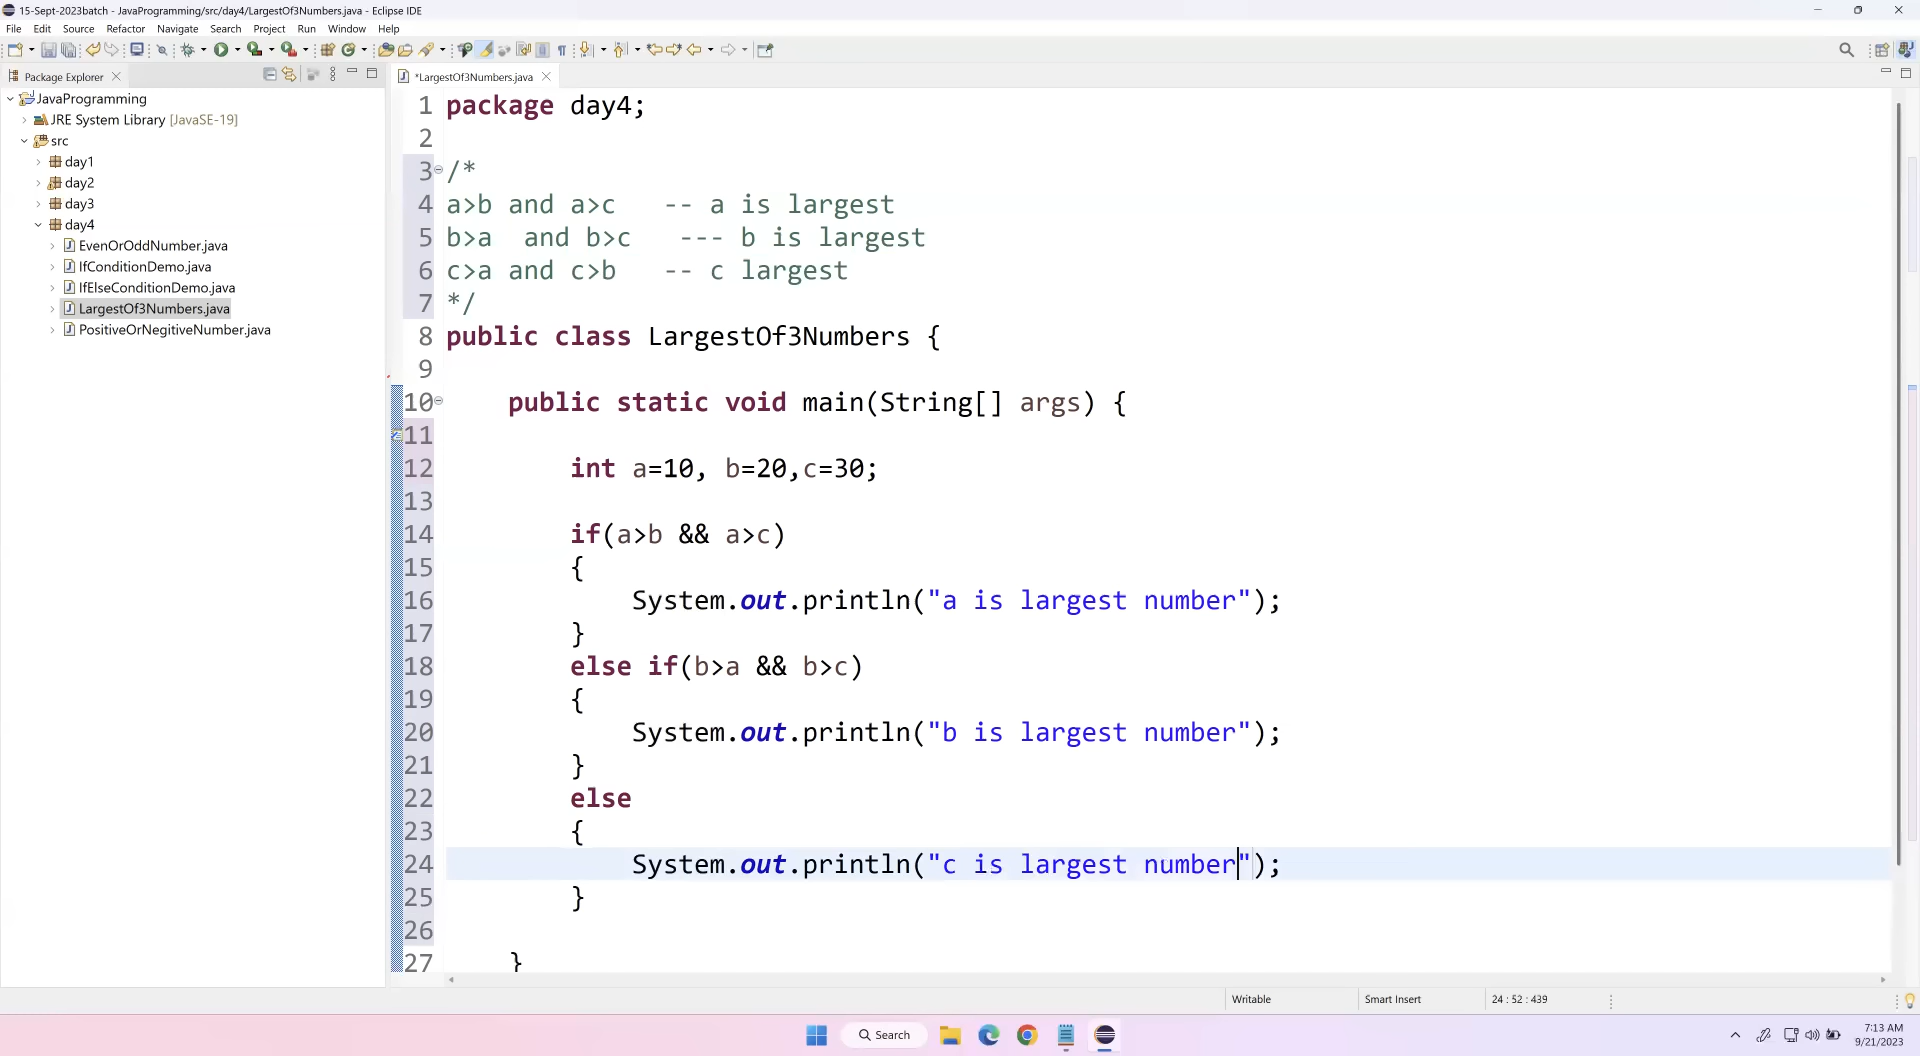 15-Sept-2023batch - JavaProgramming/src/day4/LargestOf3Numbers.java - Eclipse IDE
File Edit Source Refactor Navigate Search Project Run Window Help
Package Explorer
*LargestOf3Numbers.java
JavaProgramming
JRE System Library [JavaSE-19]
src
day1
day2
day3
day4
EvenOrOddNumber.java
IfConditionDemo.java
IfElseConditionDemo.java
LargestOf3Numbers.java
PositiveOrNegitiveNumber.java
1 package day4;
2
3 /*
4 a>b and a>c   -- a is largest
5 b>a  and b>c   --- b is largest
6 c>a and c>b   -- c largest
7 */
8 public class LargestOf3Numbers {
9
10     public static void main(String[] args) {
11
12         int a=10, b=20,c=30;
13
14         if(a>b && a>c)
15         {
16             System.out.println("a is largest number");
17         }
18         else if(b>a && b>c)
19         {
20             System.out.println("b is largest number");
21         }
22         else
23         {
24             System.out.println("c is largest number");
25         }
26
27     }
Writable
Smart Insert
24 : 52 : 439
Search
7:13 AM
9/21/2023